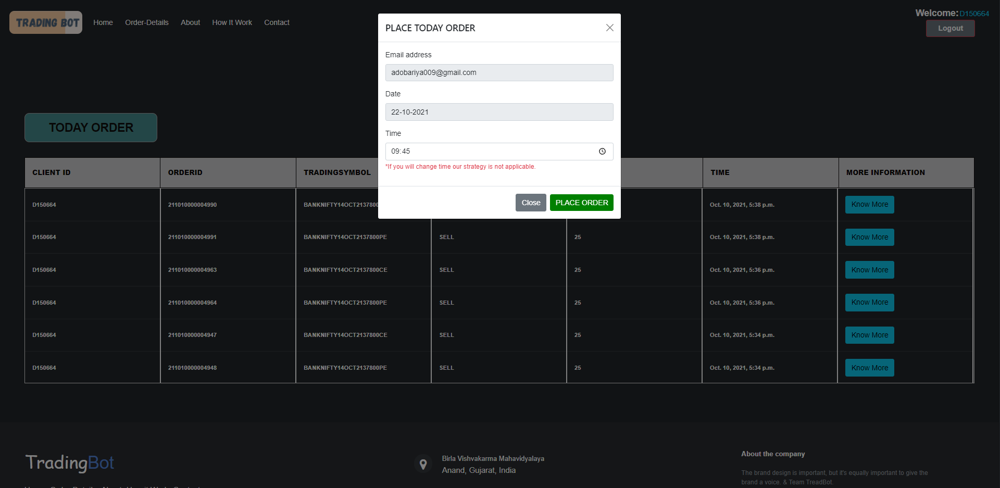 TRADING BOT
Home Order-Details About How It Work Contact
Welcome:D150664
Logout
PLACE TODAY ORDER
Email address
adobariya009@gmail.com
Date
22-10-2021
Time
09:45
*If you will change time our strategy is not applicable.
Close PLACE ORDER
TODAY ORDER
CLIENT ID ORDERID TRADINGSYMBOL TIME MORE INFORMATION
D150664 211010000004990 BANKNIFTY14OCT2137800 Oct. 10, 2021, 5:38 p.m. Know More
D150664 211010000004991 BANKNIFTY14OCT2137800PE SELL 25 Oct. 10, 2021, 5:38 p.m. Know More
D150664 211010000004963 BANKNIFTY14OCT2137800CE SELL 25 Oct. 10, 2021, 5:36 p.m. Know More
D150664 211010000004964 BANKNIFTY14OCT2137800PE SELL 25 Oct. 10, 2021, 5:36 p.m. Know More
D150664 211010000004947 BANKNIFTY14OCT2137800CE SELL 25 Oct. 10, 2021, 5:34 p.m. Know More
D150664 211010000004948 BANKNIFTY14OCT2137800PE SELL 25 Oct. 10, 2021, 5:34 p.m. Know More
TradingBot
Birla Vishvakarma Mahavidyalaya
Anand, Gujarat, India
About the company
The brand design is important, but it's equally important to give the
brand a voice. & Team TreadBot.